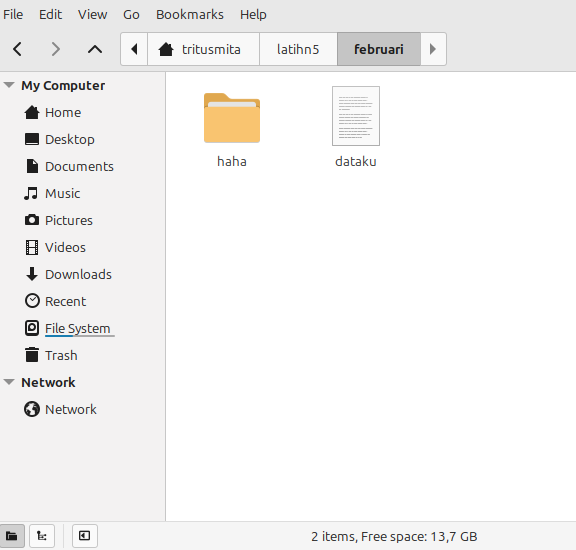 File Edit View Go Bookmarks Help
tritusmita latihn5 februari
My Computer
Home
Desktop
Documents
Music
Pictures
Videos
Downloads
Recent
File System
Trash
Network
Network
haha dataku
2 items, Free space: 13,7 GB